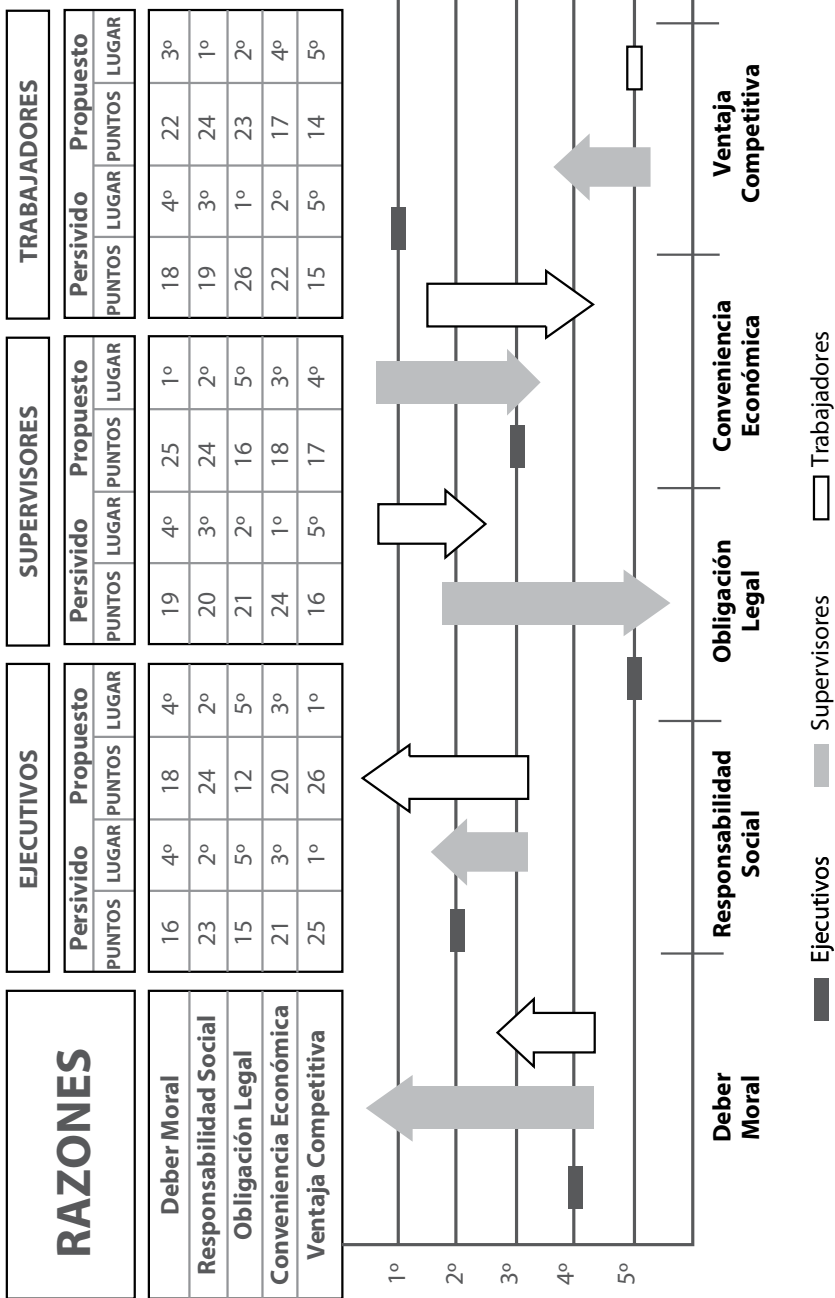 RAZONES
EJECUTIVOS
SUPERVISORES
TRABAJADORES
Persivido Propuesto Persivido Propuesto Persivido Propuesto
PUNTOS LUGAR PUNTOS LUGAR PUNTOS LUGAR PUNTOS LUGAR PUNTOS LUGAR PUNTOS LUGAR
Deber Moral 16 4º 18 4º 19 4º 25 1º 18 4º 22 3º
Responsabilidad Social 23 2º 24 2º 20 3º 24 2º 19 3º 24 1º
Obligación Legal 15 5º 12 5º 21 2º 16 5º 26 1º 23 2º
Conveniencia Económica 21 3º 20 3º 24 1º 18 3º 22 2º 17 4º
Ventaja Competitiva 25 1º 26 1º 16 5º 17 4º 15 5º 14 5º
1º
2º
3º
4º
5º
Deber
Moral
Responsabilidad
Social
Obligación
Legal
Conveniencia
Económica
Ventaja
Competitiva
Ejecutivos
Supervisores
Trabajadores